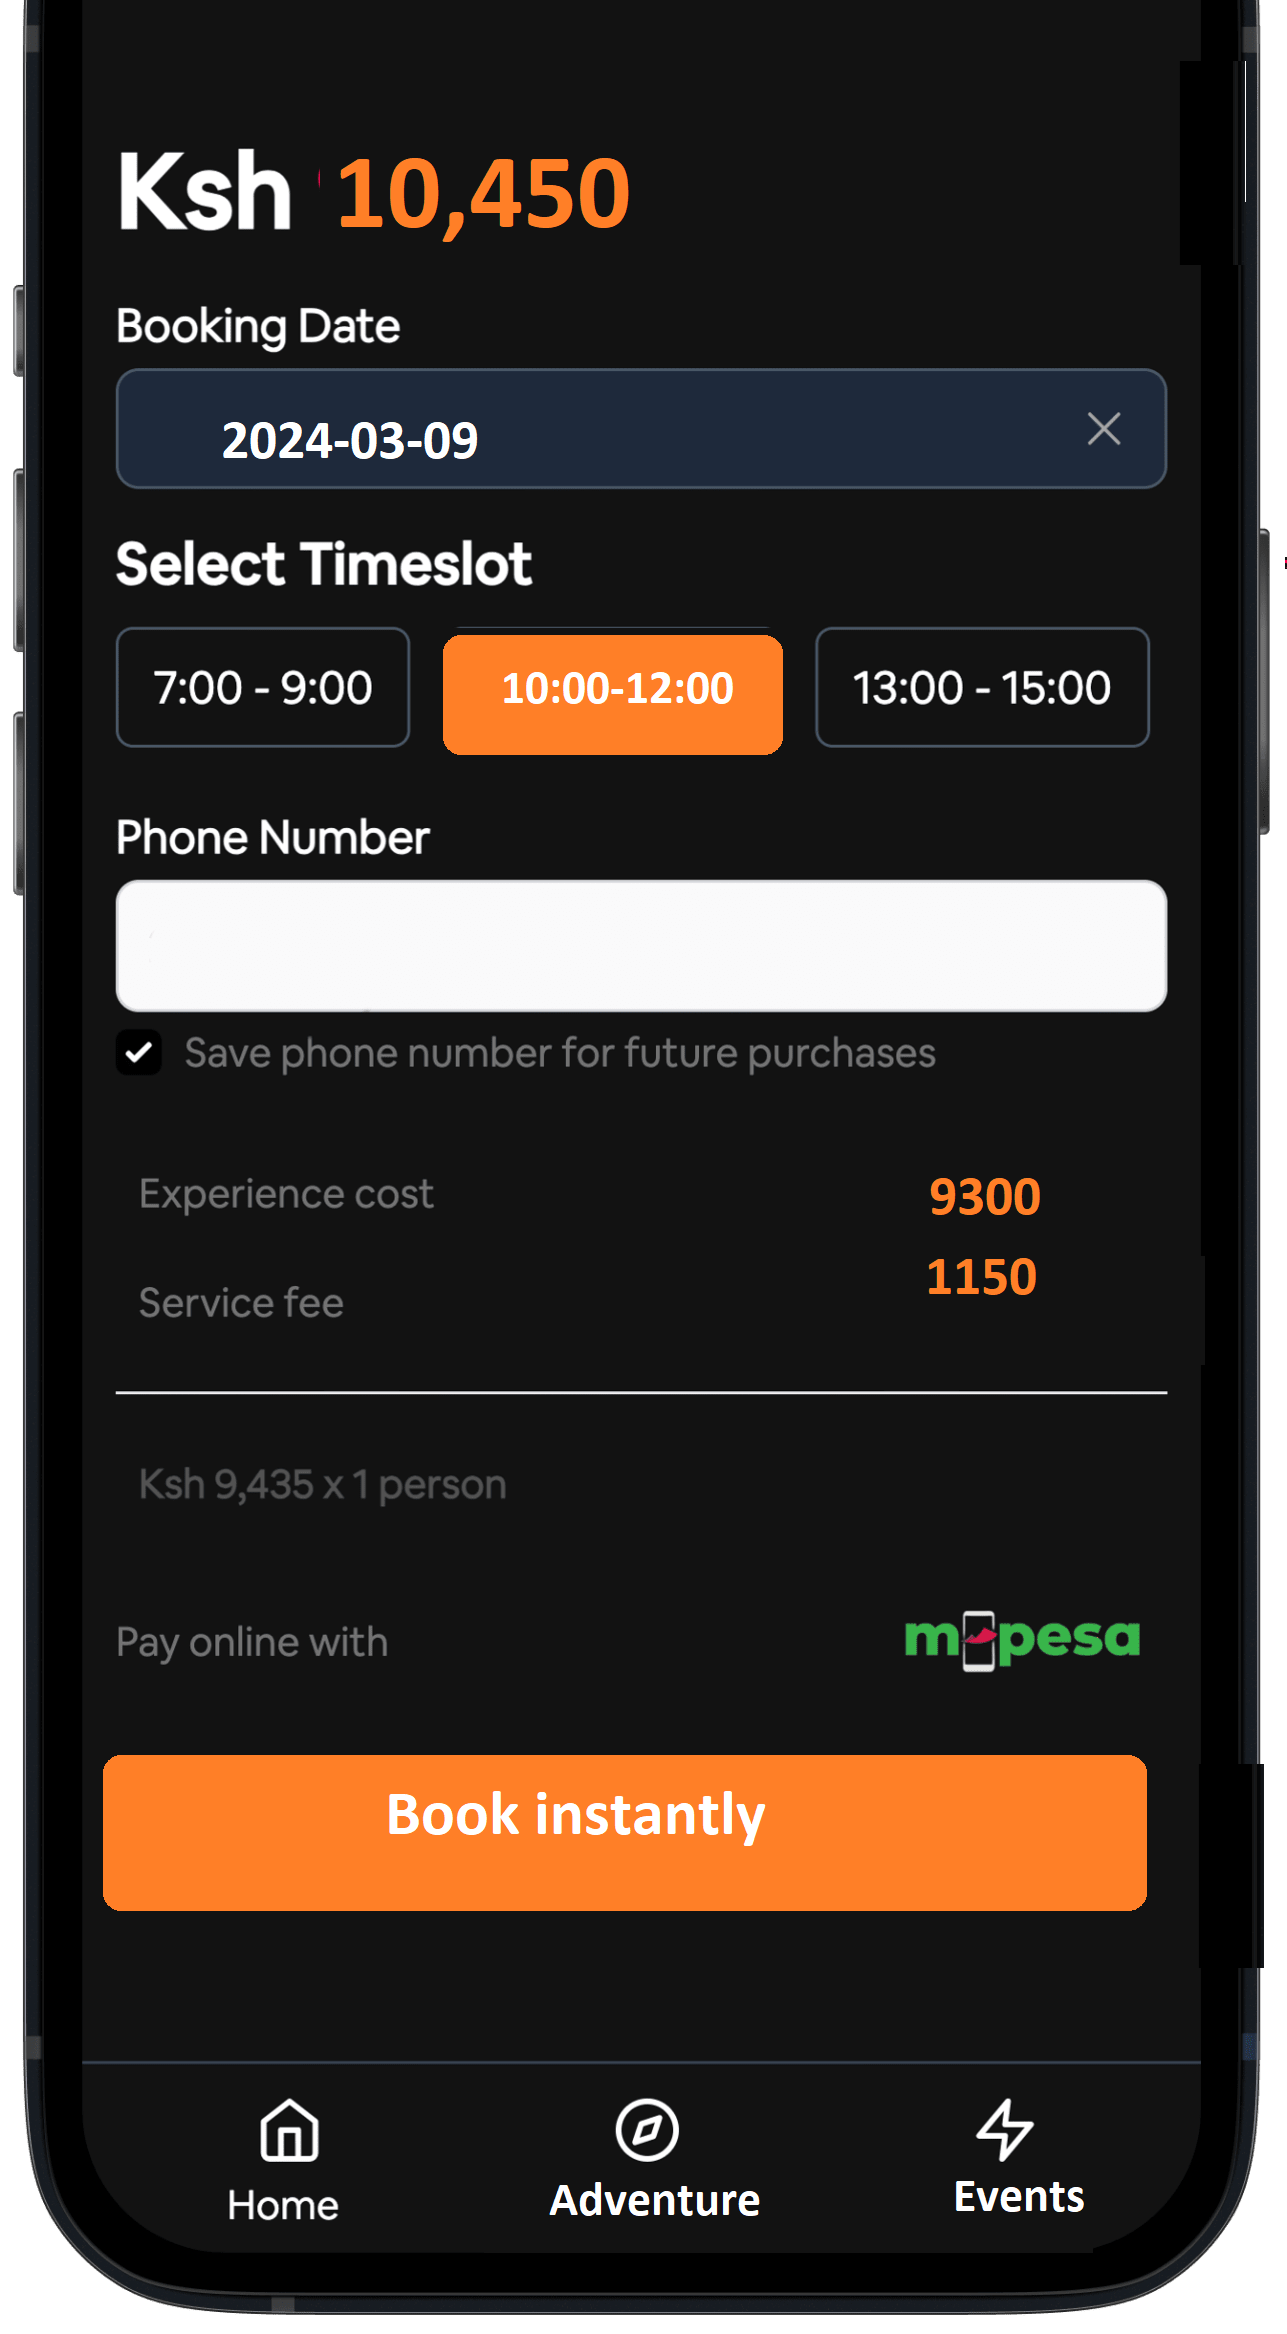 Ksh 10,450
Booking Date
2024-03-09
Select Timeslot
7:00 - 9:00 10:00-12:00 13:00 - 15:00
Phone Number
Save phone number for future purchases
Experience cost 9300
Service fee 1150
Ksh 9,435 x 1 person
Pay online with m-pesa
Book instantly
Home Adventure Events